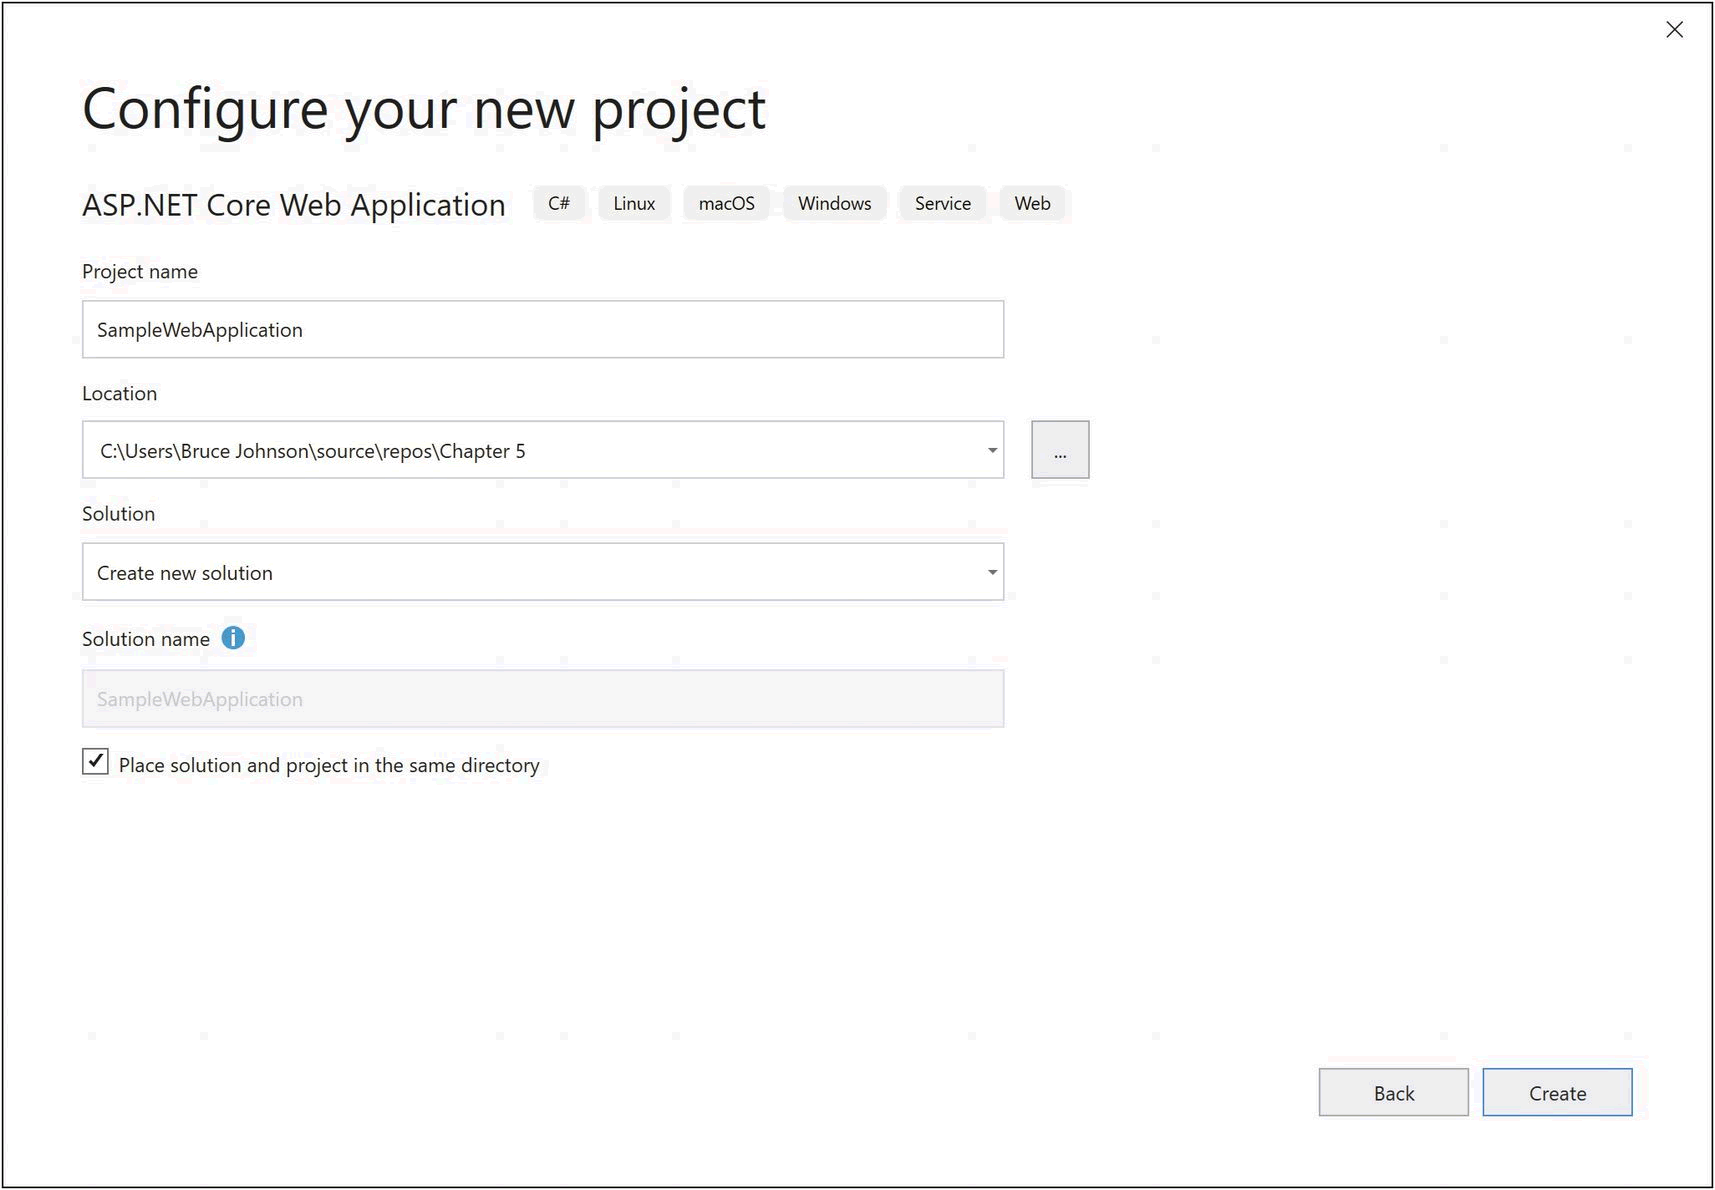 Configure your new project
ASP.NET Core Web Application C# Linux macOS Windows Service Web
Project name
SampleWebApplication
Location
C:\Users\Bruce Johnson\source\repos\Chapter 5
...
Solution
Create new solution
Solution name i
SampleWebApplication
Place solution and project in the same directory
Back Create